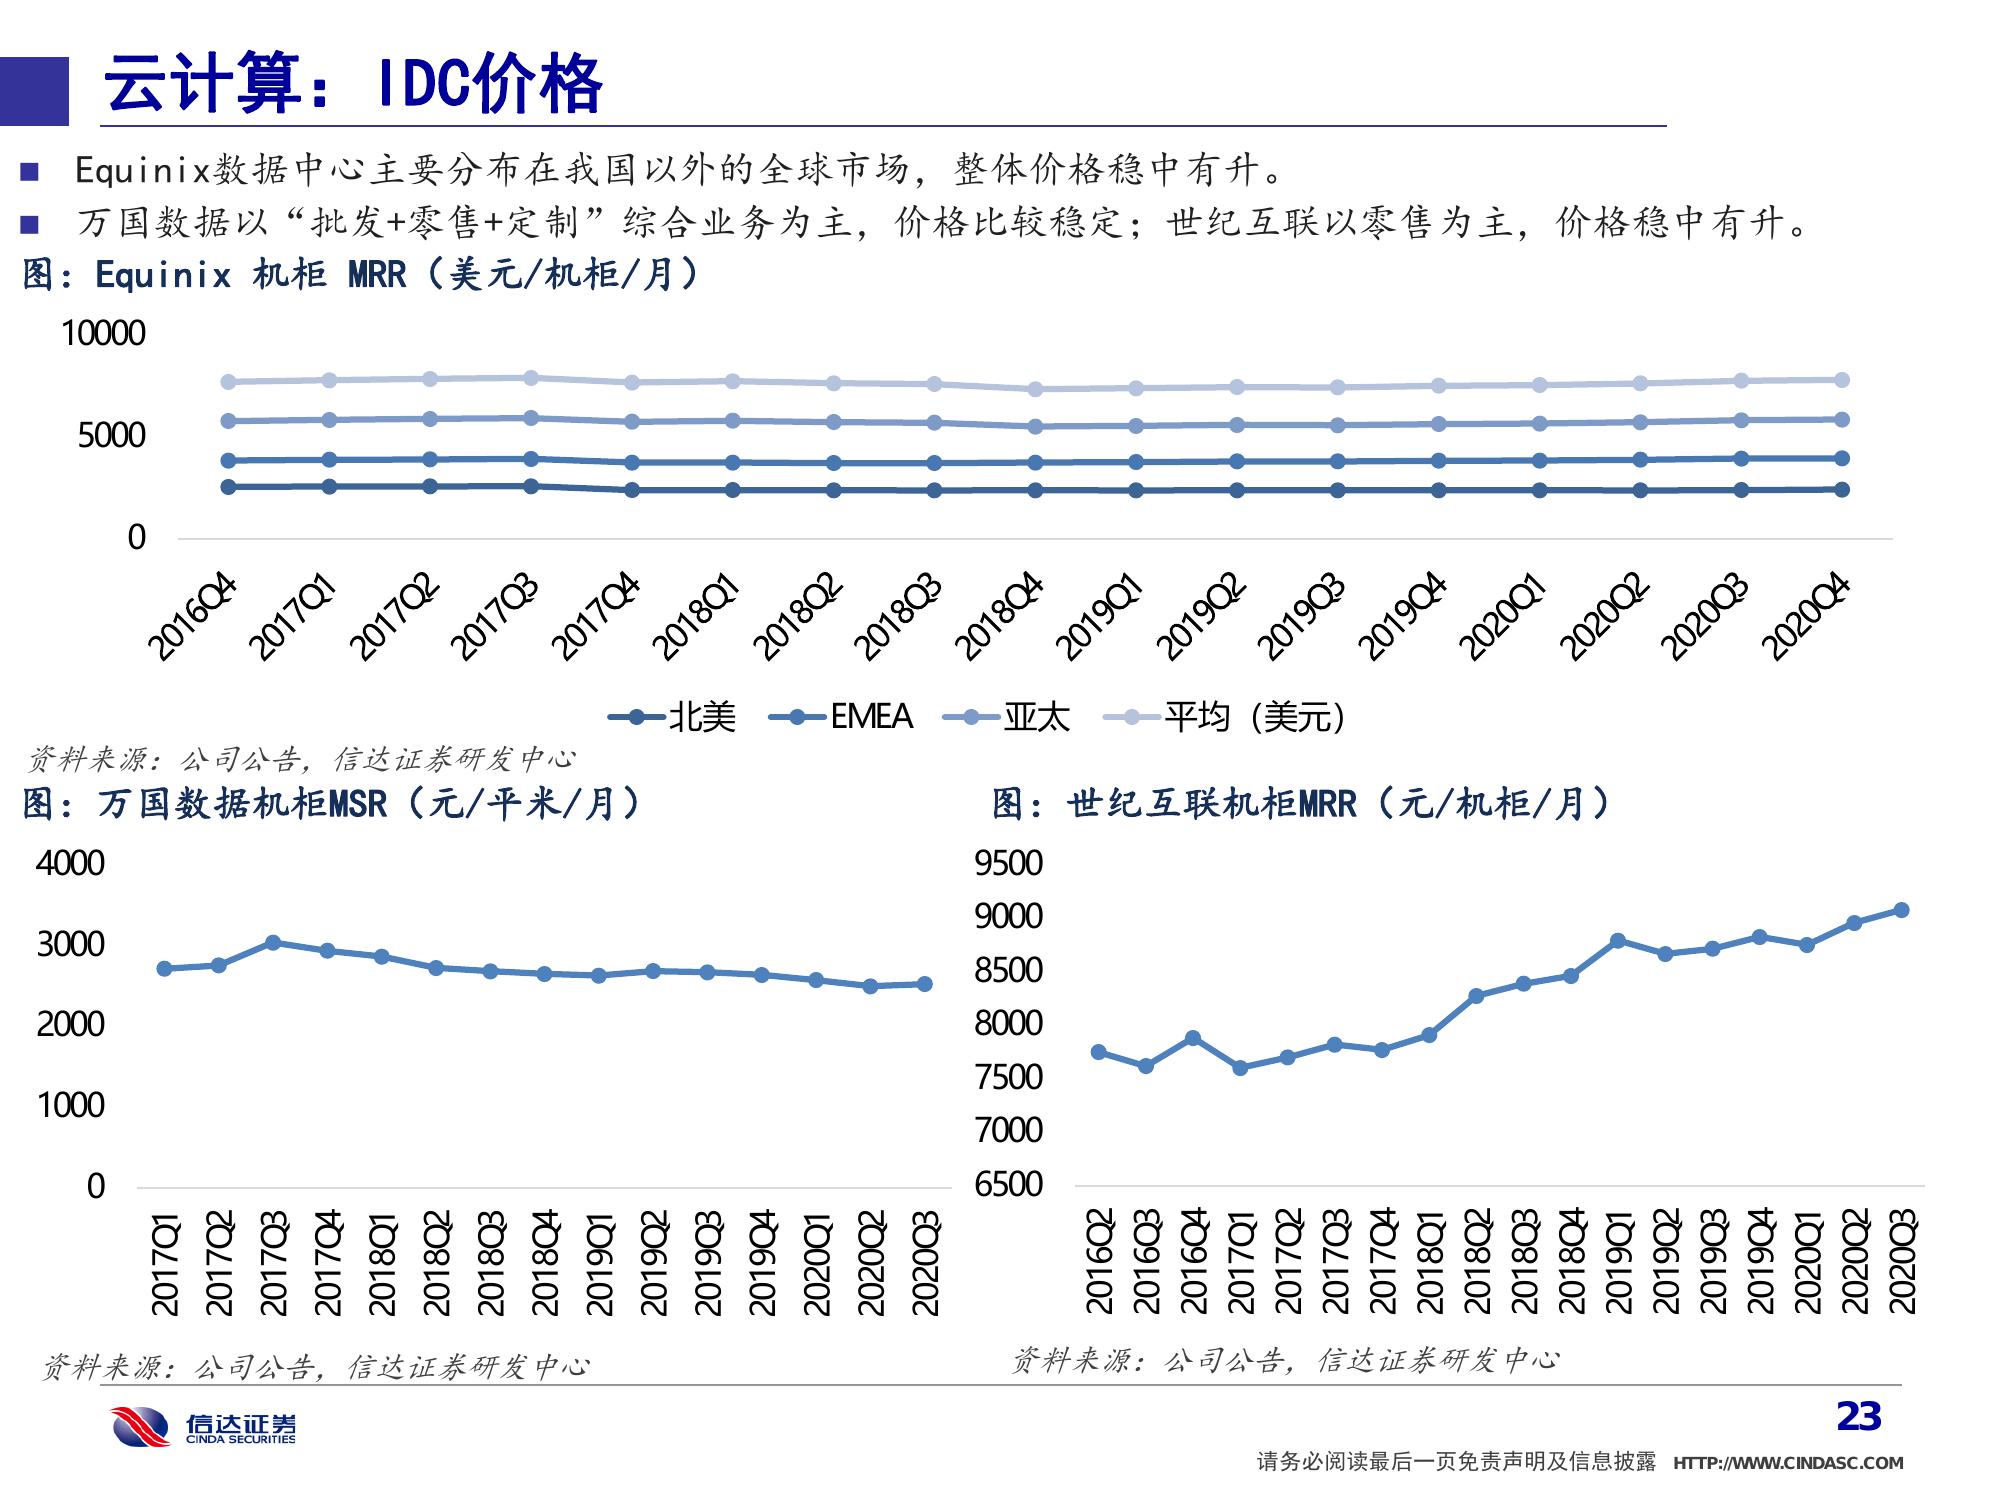 云计算：IDC价格
■ Equinix数据中心主要分布在我国以外的全球市场，整体价格稳中有升。
■ 万国数据以“批发+零售+定制”综合业务为主，价格比较稳定；世纪互联以零售为主，价格稳中有升。
图：Equinix 机柜 MRR（美元/机柜/月）
10000
5000
0
2016Q4 2017Q1 2017Q2 2017Q3 2017Q4 2018Q1 2018Q2 2018Q3 2018Q4 2019Q1 2019Q2 2019Q3 2019Q4 2020Q1 2020Q2 2020Q3 2020Q4
北美 EMEA 亚太 平均（美元）
资料来源：公司公告，信达证券研发中心
图：万国数据机柜MSR（元/平米/月）
4000
3000
2000
1000
0
2017Q1 2017Q2 2017Q3 2017Q4 2018Q1 2018Q2 2018Q3 2018Q4 2019Q1 2019Q2 2019Q3 2019Q4 2020Q1 2020Q2 2020Q3
资料来源：公司公告，信达证券研发中心
图：世纪互联机柜MRR（元/机柜/月）
9500
9000
8500
8000
7500
7000
6500
2016Q2 2016Q3 2016Q4 2017Q1 2017Q2 2017Q3 2017Q4 2018Q1 2018Q2 2018Q3 2018Q4 2019Q1 2019Q2 2019Q3 2019Q4 2020Q1 2020Q2 2020Q3
资料来源：公司公告，信达证券研发中心
信达证券
CINDA SECURITIES
23
请务必阅读最后一页免责声明及信息披露 HTTP://WWW.CINDASC.COM